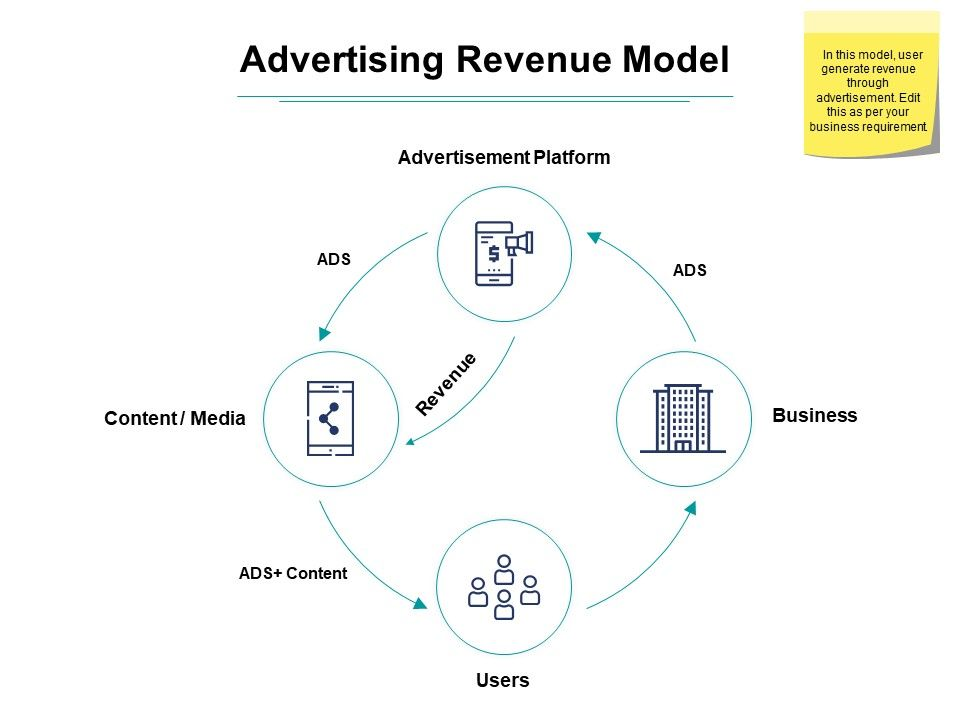 Advertising Revenue Model
In this model, user
generate revenue
through
advertisement. Edit
this as per your
business requirement
Advertisement Platform
ADS
ADS
$
Revenue
Content / Media
Business
ADS+ Content
Users